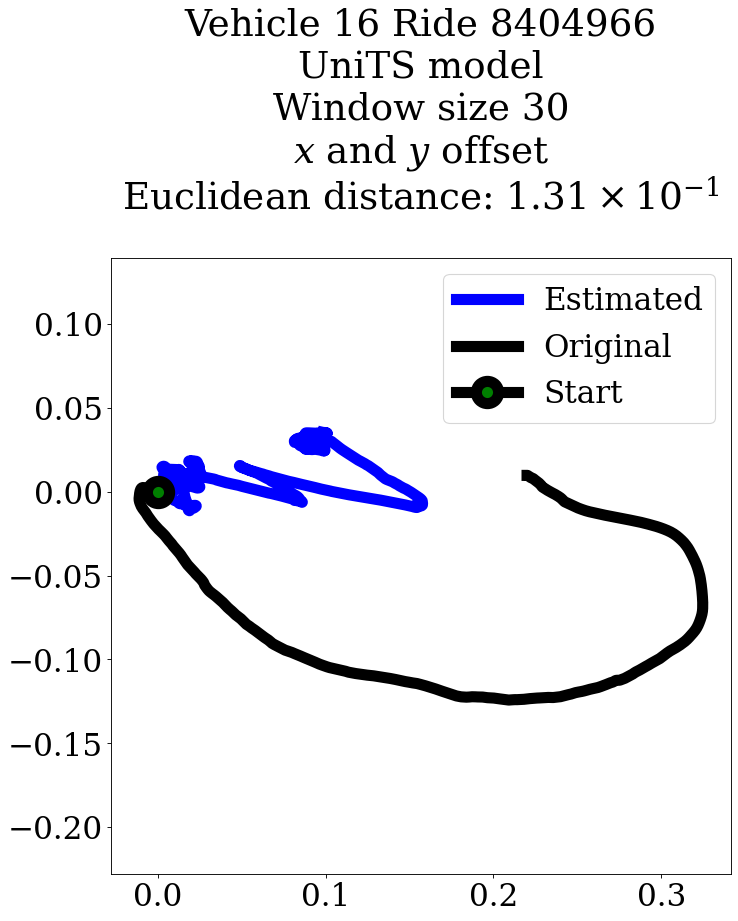 Vehicle 16 Ride 8404966
UniTS model
Window size 30
x and y offset
Euclidean distance: 1.31 × 10⁻¹
Estimated
Original
Start
0.10
0.05
0.00
−0.05
−0.10
−0.15
−0.20
0.0 0.1 0.2 0.3